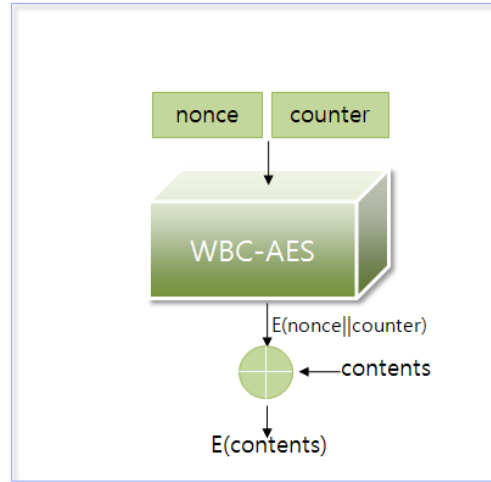 nonce counter
WBC-AES
E(nonce||counter)
contents
E(contents)